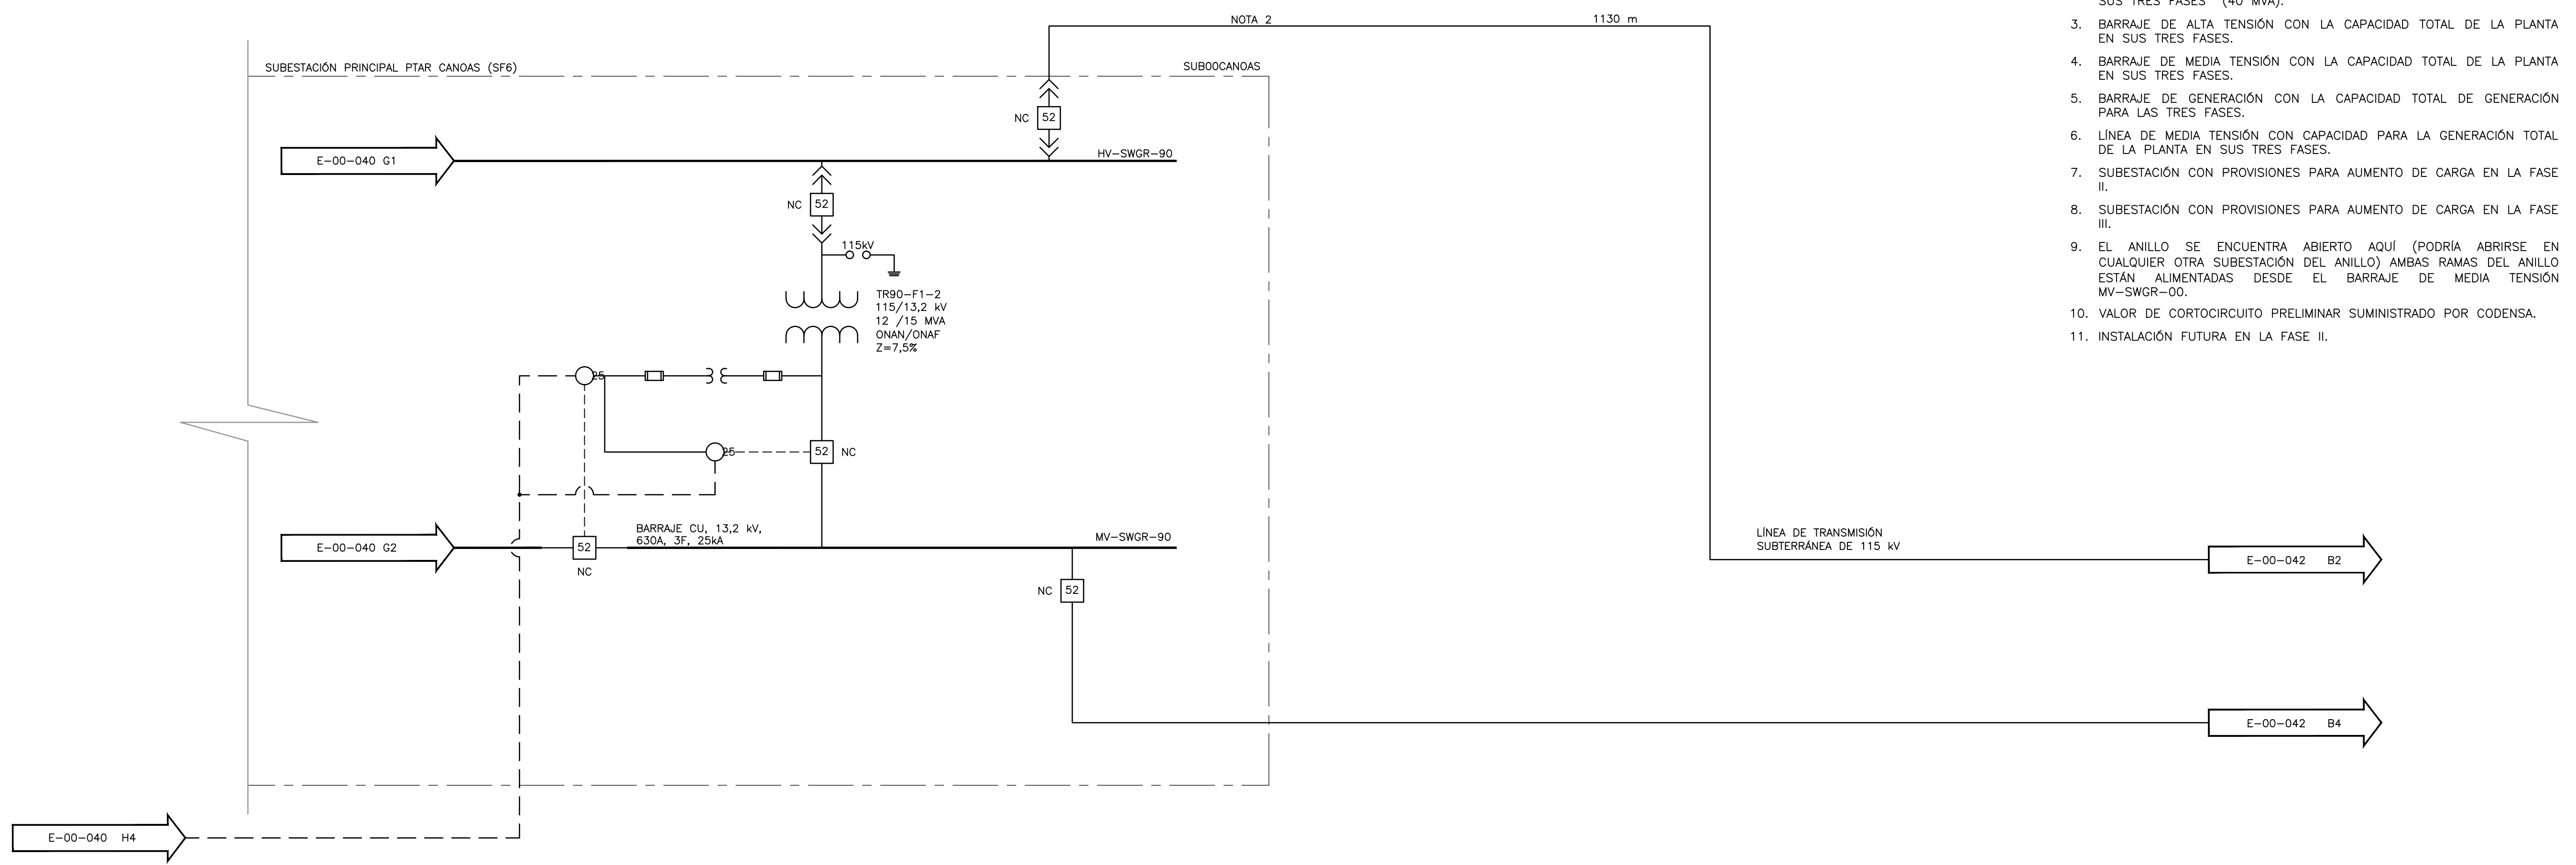 NOTA 2
1130 m
SUBESTACIÓN PRINCIPAL PTAR CANOAS (SF6)
SUB00CANOAS
NC
52
E-00-040 G1
HV-SWGR-90
NC
52
115kV
TR90-F1-2
115/13,2 kV
12 /15 MVA
ONAN/ONAF
Z=7,5%
25
25
52
NC
E-00-040 G2
52
NC
BARRAJE CU, 13,2 kV,
630A, 3F, 25kA
MV-SWGR-90
NC
52
LÍNEA DE TRANSMISIÓN
SUBTERRÁNEA DE 115 kV
E-00-042 B2
E-00-042 B4
E-00-040 H4
SUS TRES FASES (40 MVA).
3. BARRAJE DE ALTA TENSIÓN CON LA CAPACIDAD TOTAL DE LA PLANTA
EN SUS TRES FASES.
4. BARRAJE DE MEDIA TENSIÓN CON LA CAPACIDAD TOTAL DE LA PLANTA
EN SUS TRES FASES.
5. BARRAJE DE GENERACIÓN CON LA CAPACIDAD TOTAL DE GENERACIÓN
PARA LAS TRES FASES.
6. LÍNEA DE MEDIA TENSIÓN CON CAPACIDAD PARA LA GENERACIÓN TOTAL
DE LA PLANTA EN SUS TRES FASES.
7. SUBESTACIÓN CON PROVISIONES PARA AUMENTO DE CARGA EN LA FASE
II.
8. SUBESTACIÓN CON PROVISIONES PARA AUMENTO DE CARGA EN LA FASE
III.
9. EL ANILLO SE ENCUENTRA ABIERTO AQUÍ (PODRÍA ABRIRSE EN
CUALQUIER OTRA SUBESTACIÓN DEL ANILLO) AMBAS RAMAS DEL ANILLO
ESTÁN ALIMENTADAS DESDE EL BARRAJE DE MEDIA TENSIÓN
MV-SWGR-00.
10. VALOR DE CORTOCIRCUITO PRELIMINAR SUMINISTRADO POR CODENSA.
11. INSTALACIÓN FUTURA EN LA FASE II.